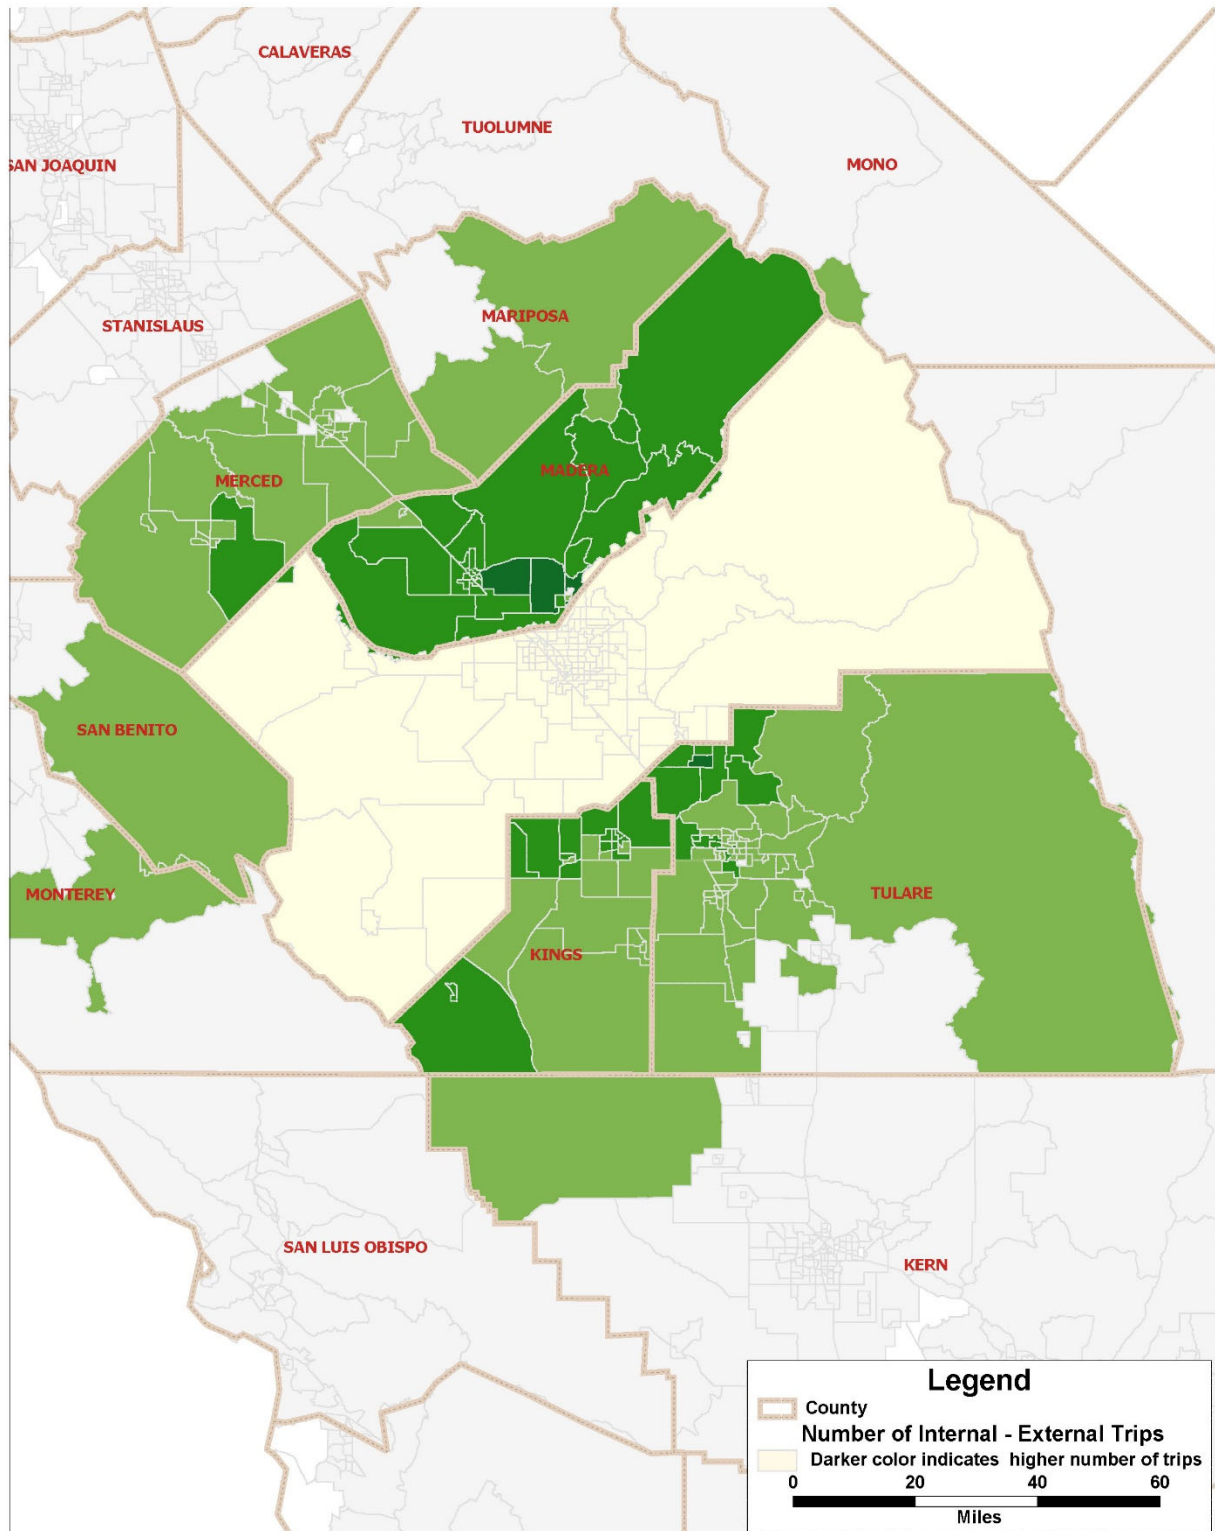 CALAVERAS
TUOLUMNE
SAN JOAQUIN
MONO
MARIPOSA
STANISLAUS
MADERA
MERCED
SAN BENITO
MONTEREY
TULARE
KINGS
SAN LUIS OBISPO
KERN
Legend
County
Number of Internal - External Trips
Darker color indicates higher number of trips
0 20 40 60
Miles